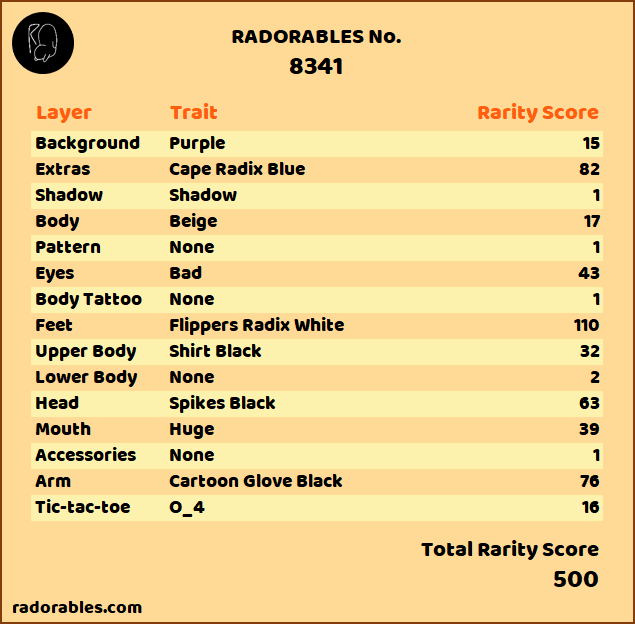 RADORABLES No.
8341
Layer Trait Rarity Score
Background Purple 15
Extras Cape Radix Blue 82
Shadow Shadow 1
Body Beige 17
Pattern None 1
Eyes Bad 43
Body Tattoo None 1
Feet Flippers Radix White 110
Upper Body Shirt Black 32
Lower Body None 2
Head Spikes Black 63
Mouth Huge 39
Accessories None 1
Arm Cartoon Glove Black 76
Tic-tac-toe O_4 16
Total Rarity Score
500
radorables.com